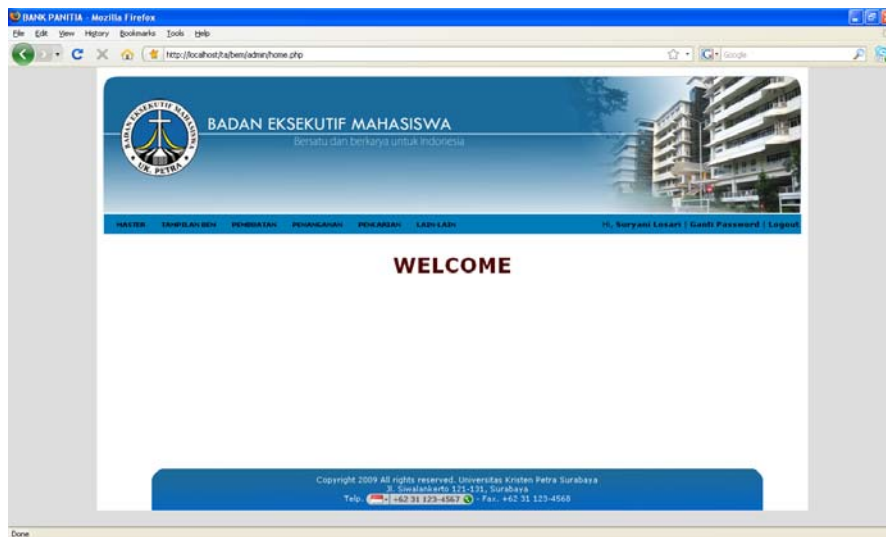 BANK PANITIA - Mozilla Firefox
File Edit View History Bookmarks Tools Help
http://localhost/ta/bem/admin/home.php
Google
BADAN EKSEKUTIF MAHASISWA
UK. PETRA
BADAN EKSEKUTIF MAHASISWA
Bersatu dan berkarya untuk Indonesia
MASTER TAMPILAN BEM PEMBUATAN PENANGANAN PENCARIAN LAIN-LAIN
Hi, Suryani Losari | Ganti Password | Logout
WELCOME
Copyright 2009 All rights reserved. Universitas Kristen Petra Surabaya
Jl. Siwalankerto 121-131, Surabaya
Telp. +62 31 123-4567 - Fax. +62 31 123-4568
Done